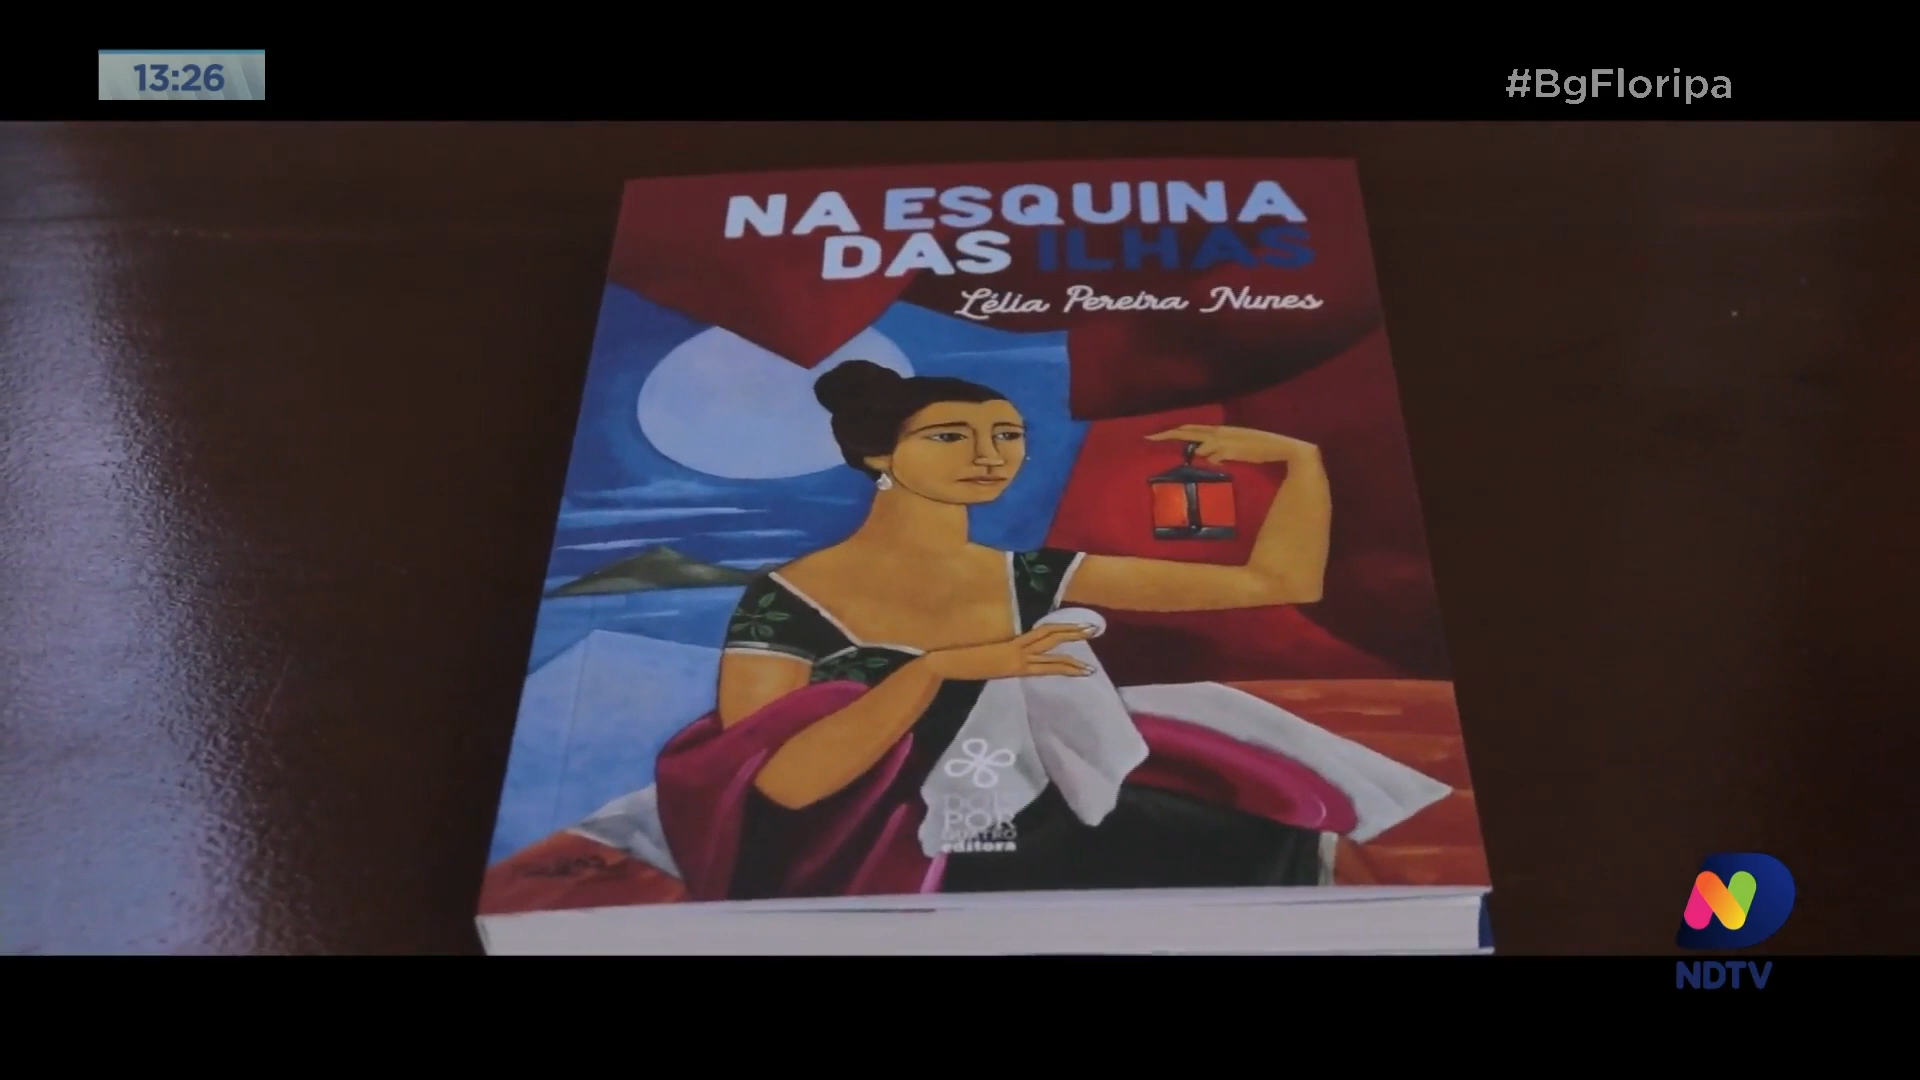 13:26
#BgFloripa
NA ESQUINA
DAS ILHAS
Lélia Pereira Nunes
DOIS
POR
QUATRO
editora
NDTV